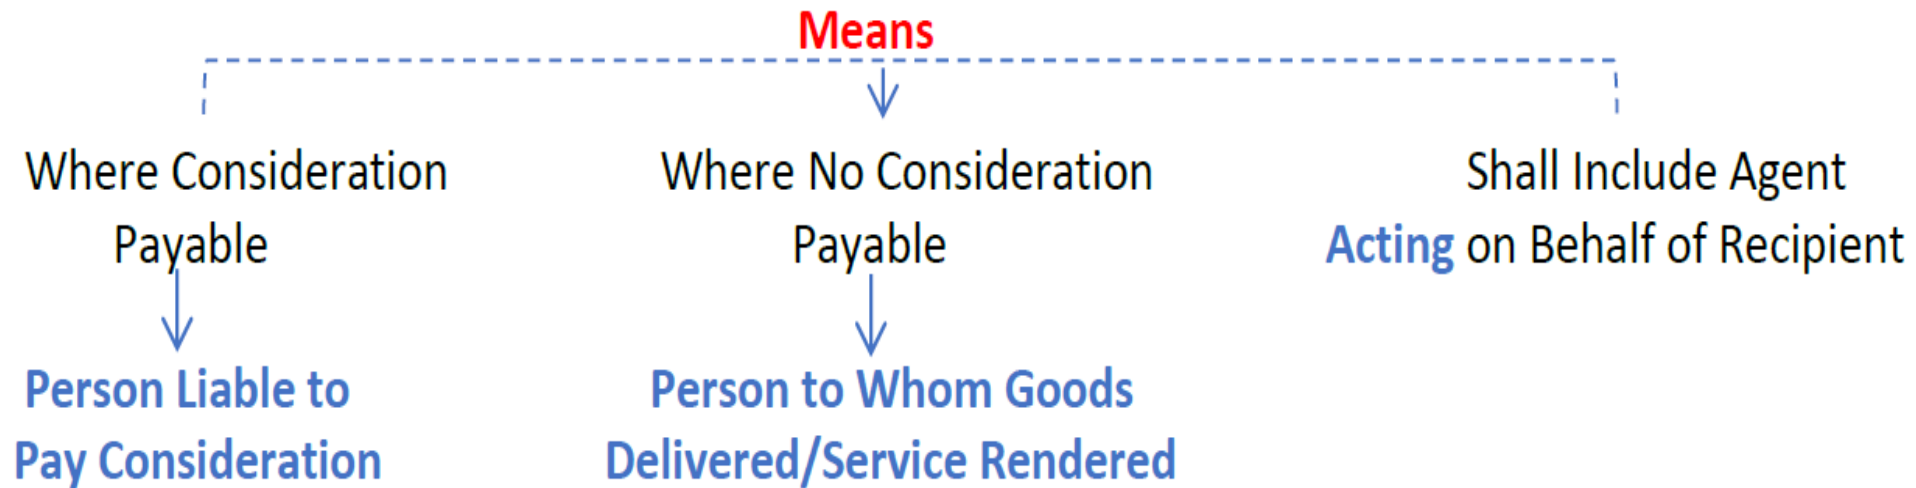 Means
Where Consideration
Payable
Person Liable to
Pay Consideration
Where No Consideration
Payable
Person to Whom Goods
Delivered/Service Rendered
Shall Include Agent
Acting on Behalf of Recipient